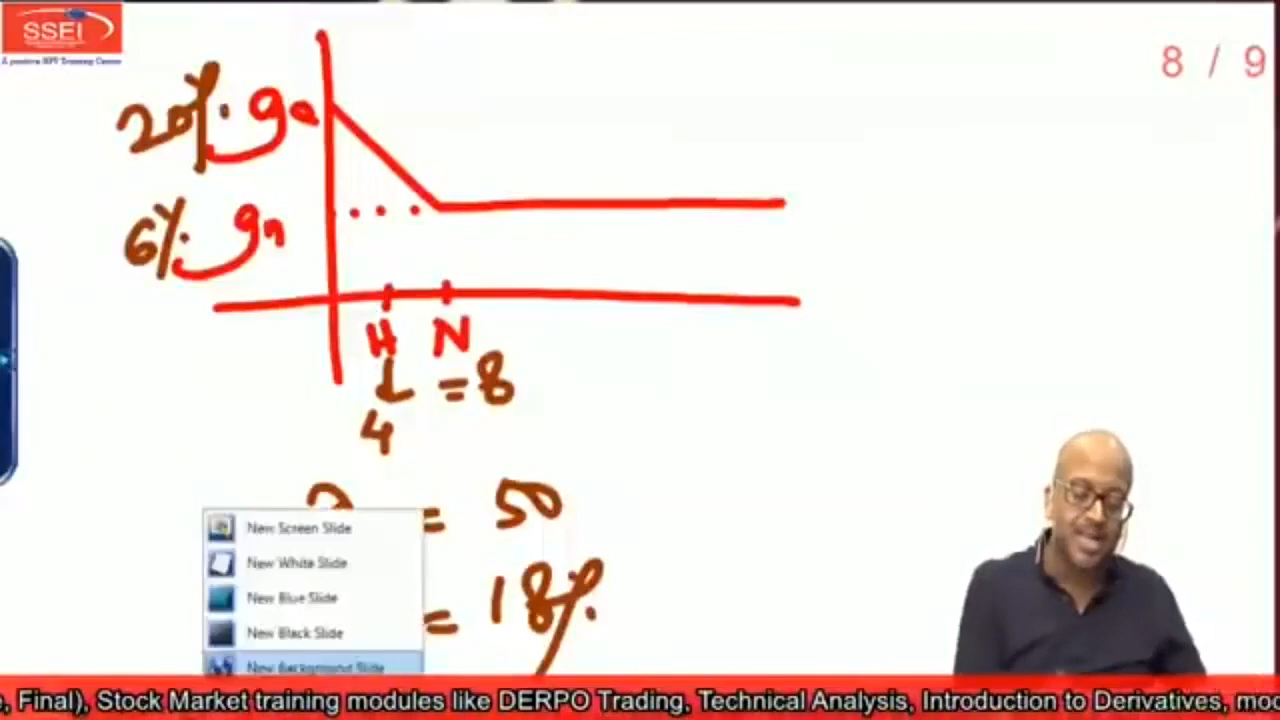 SSEI
8 / 9
20% ga
6% gn
H N
= 8
4
= 50
= 18%
New Screen Slide
New White Slide
New Blue Slide
New Black Slide
New Background Slide
, Final), Stock Market training modules like DERPO Trading, Technical Analysis, Introduction to Derivatives, mo